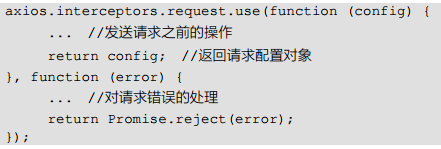 axios.interceptors.request.use(function (config) {
    ... //发送请求之前的操作
    return config; //返回请求配置对象
}, function (error) {
    ... //对请求错误的处理
    return Promise.reject(error);
});